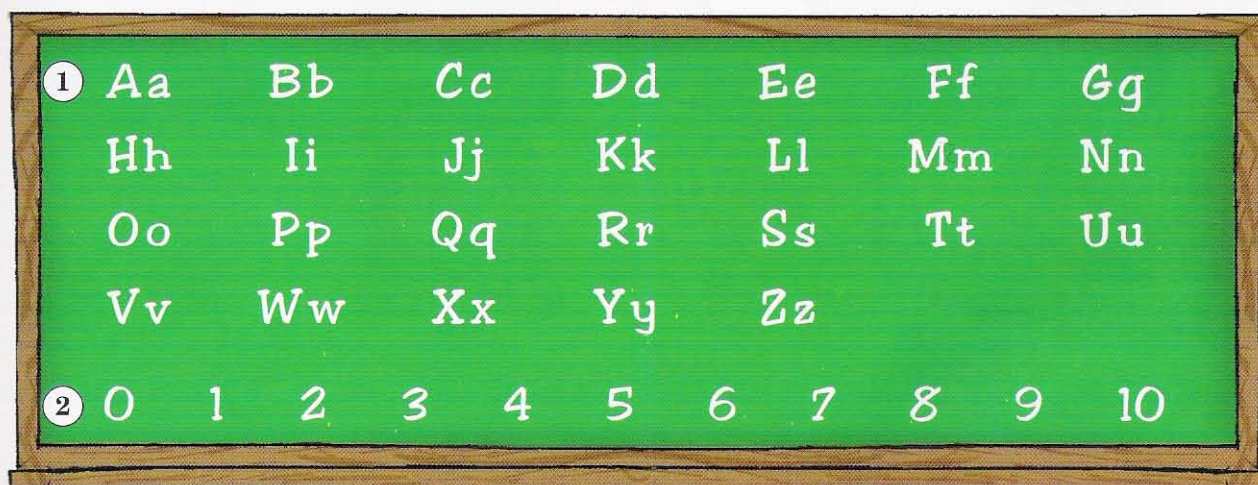 1 Aa Bb Cc Dd Ee Ff Gg
Hh Ii Jj Kk Ll Mm Nn
Oo Pp Qq Rr Ss Tt Uu
Vv Ww Xx Yy Zz
2 0 1 2 3 4 5 6 7 8 9 10